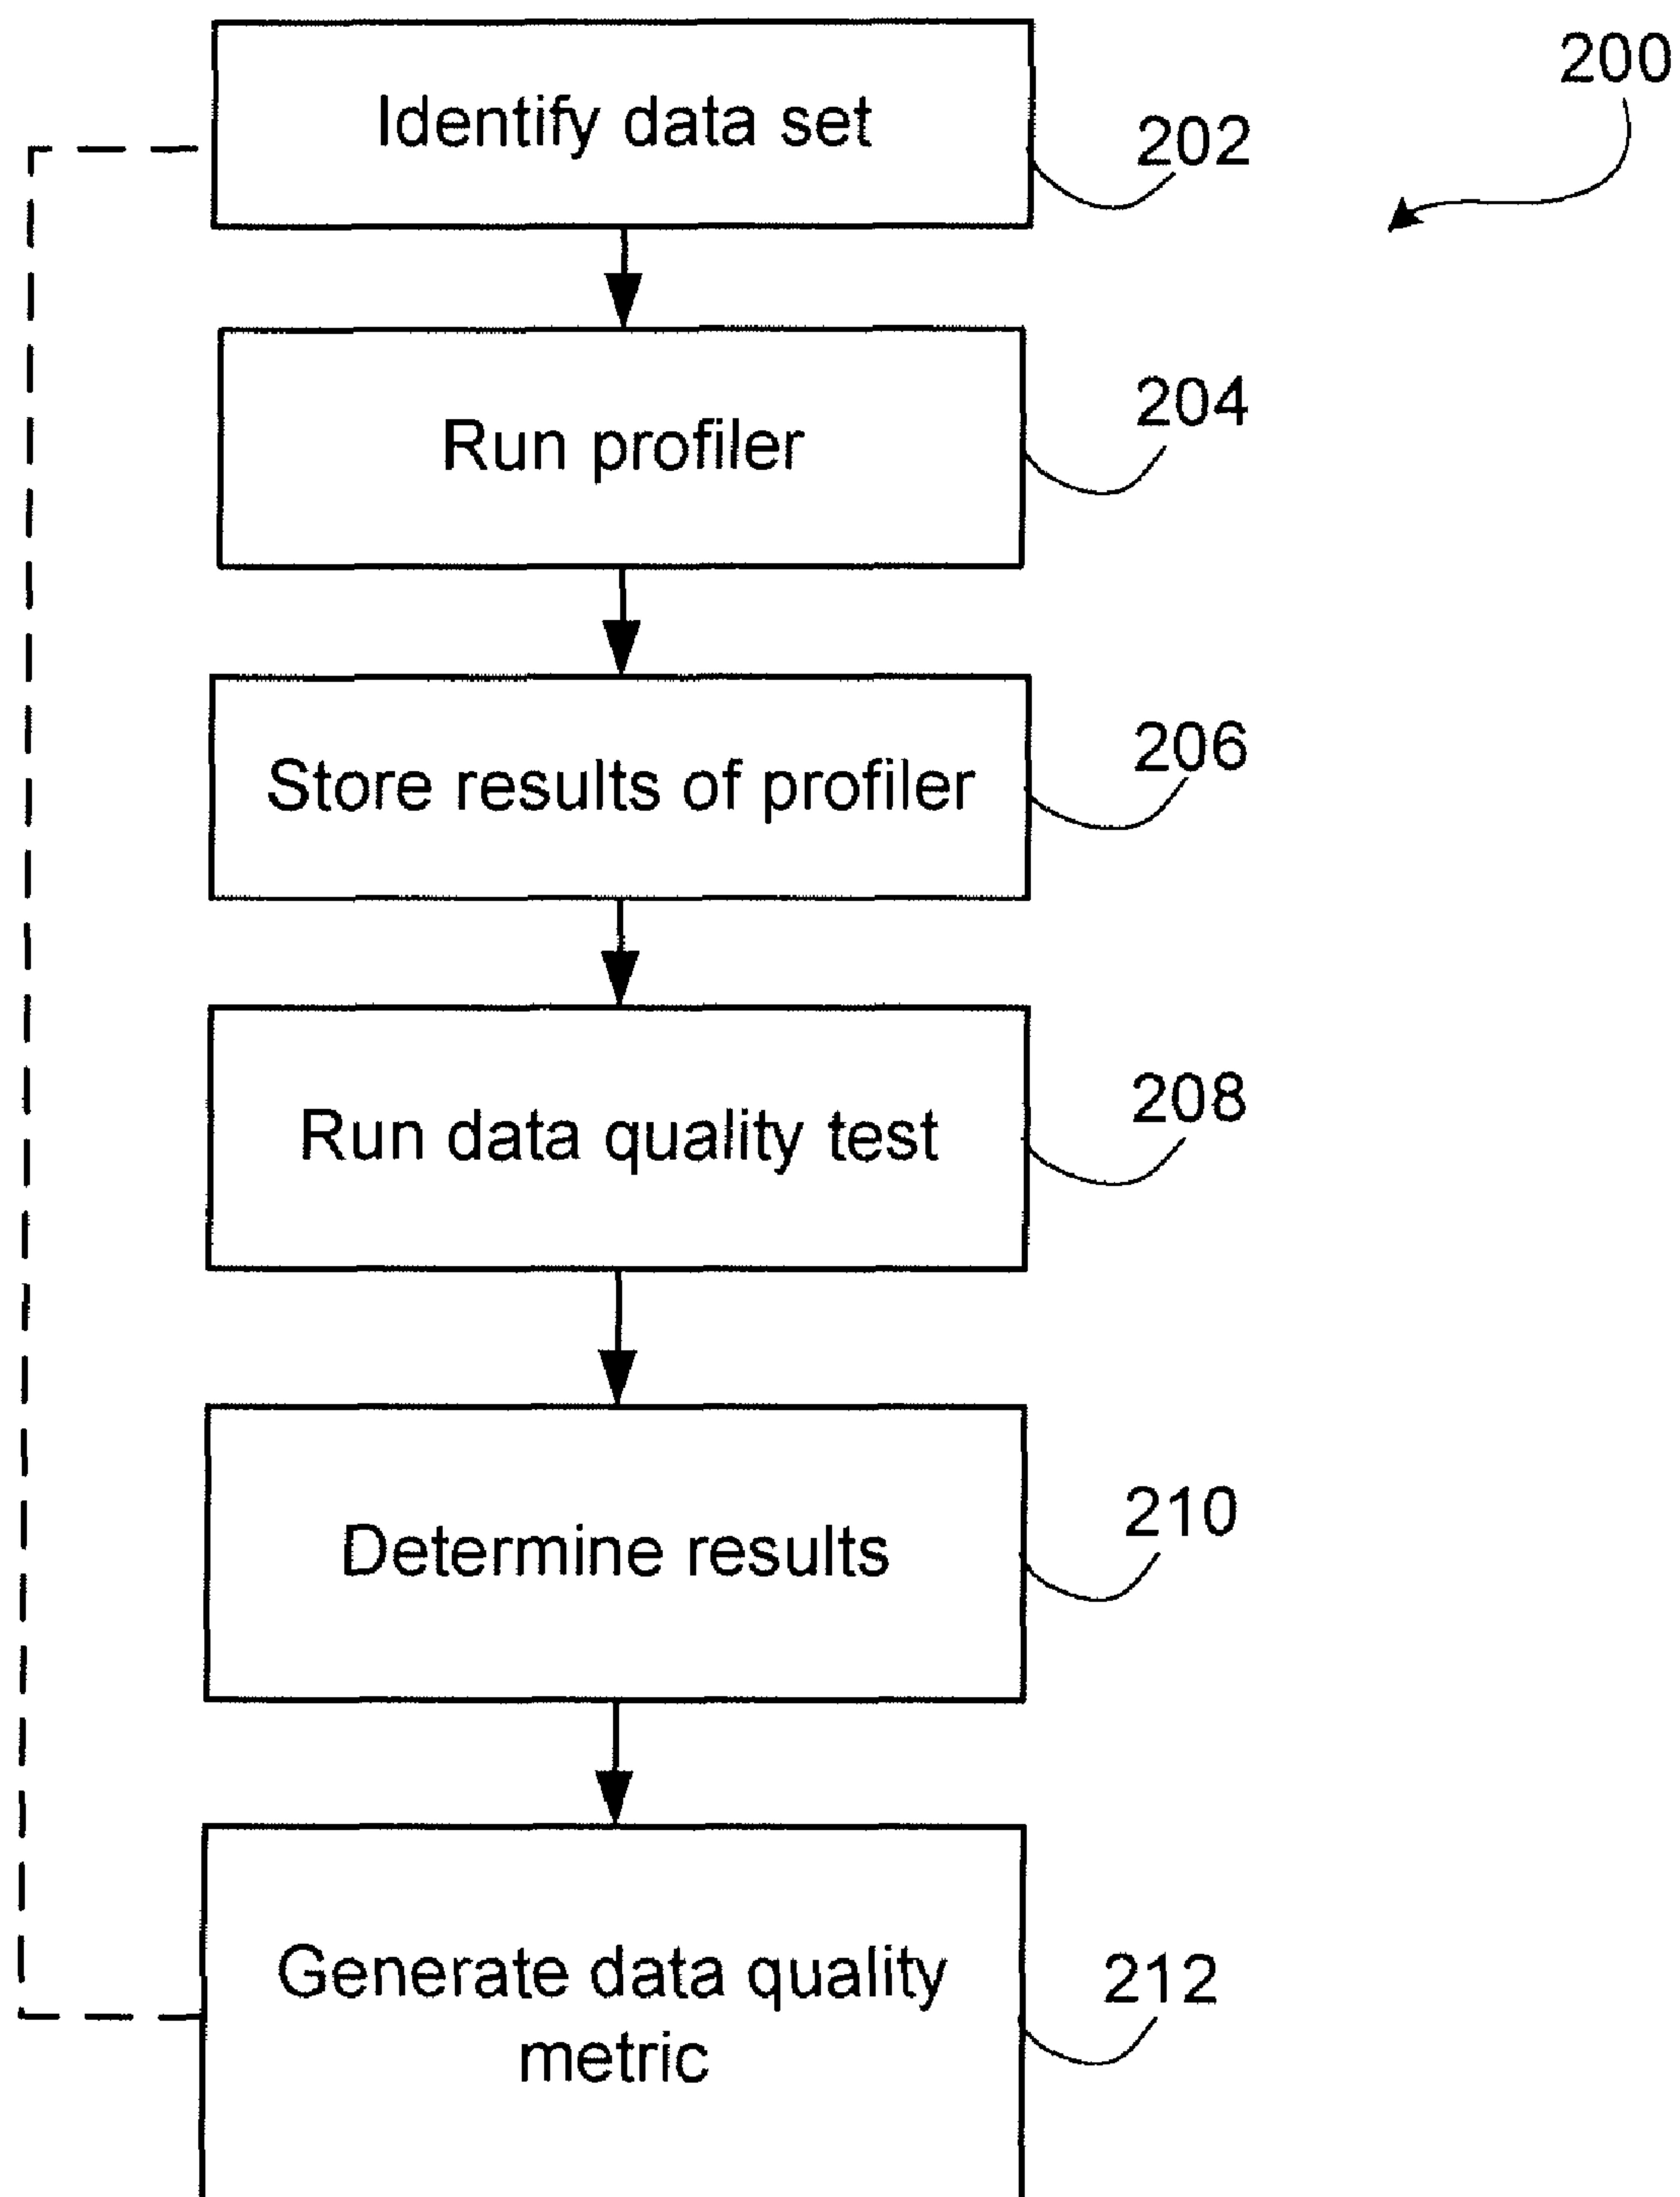 200
Identify data set
202
Run profiler
204
Store results of profiler
206
Run data quality test
208
Determine results
210
Generate data quality
metric
212